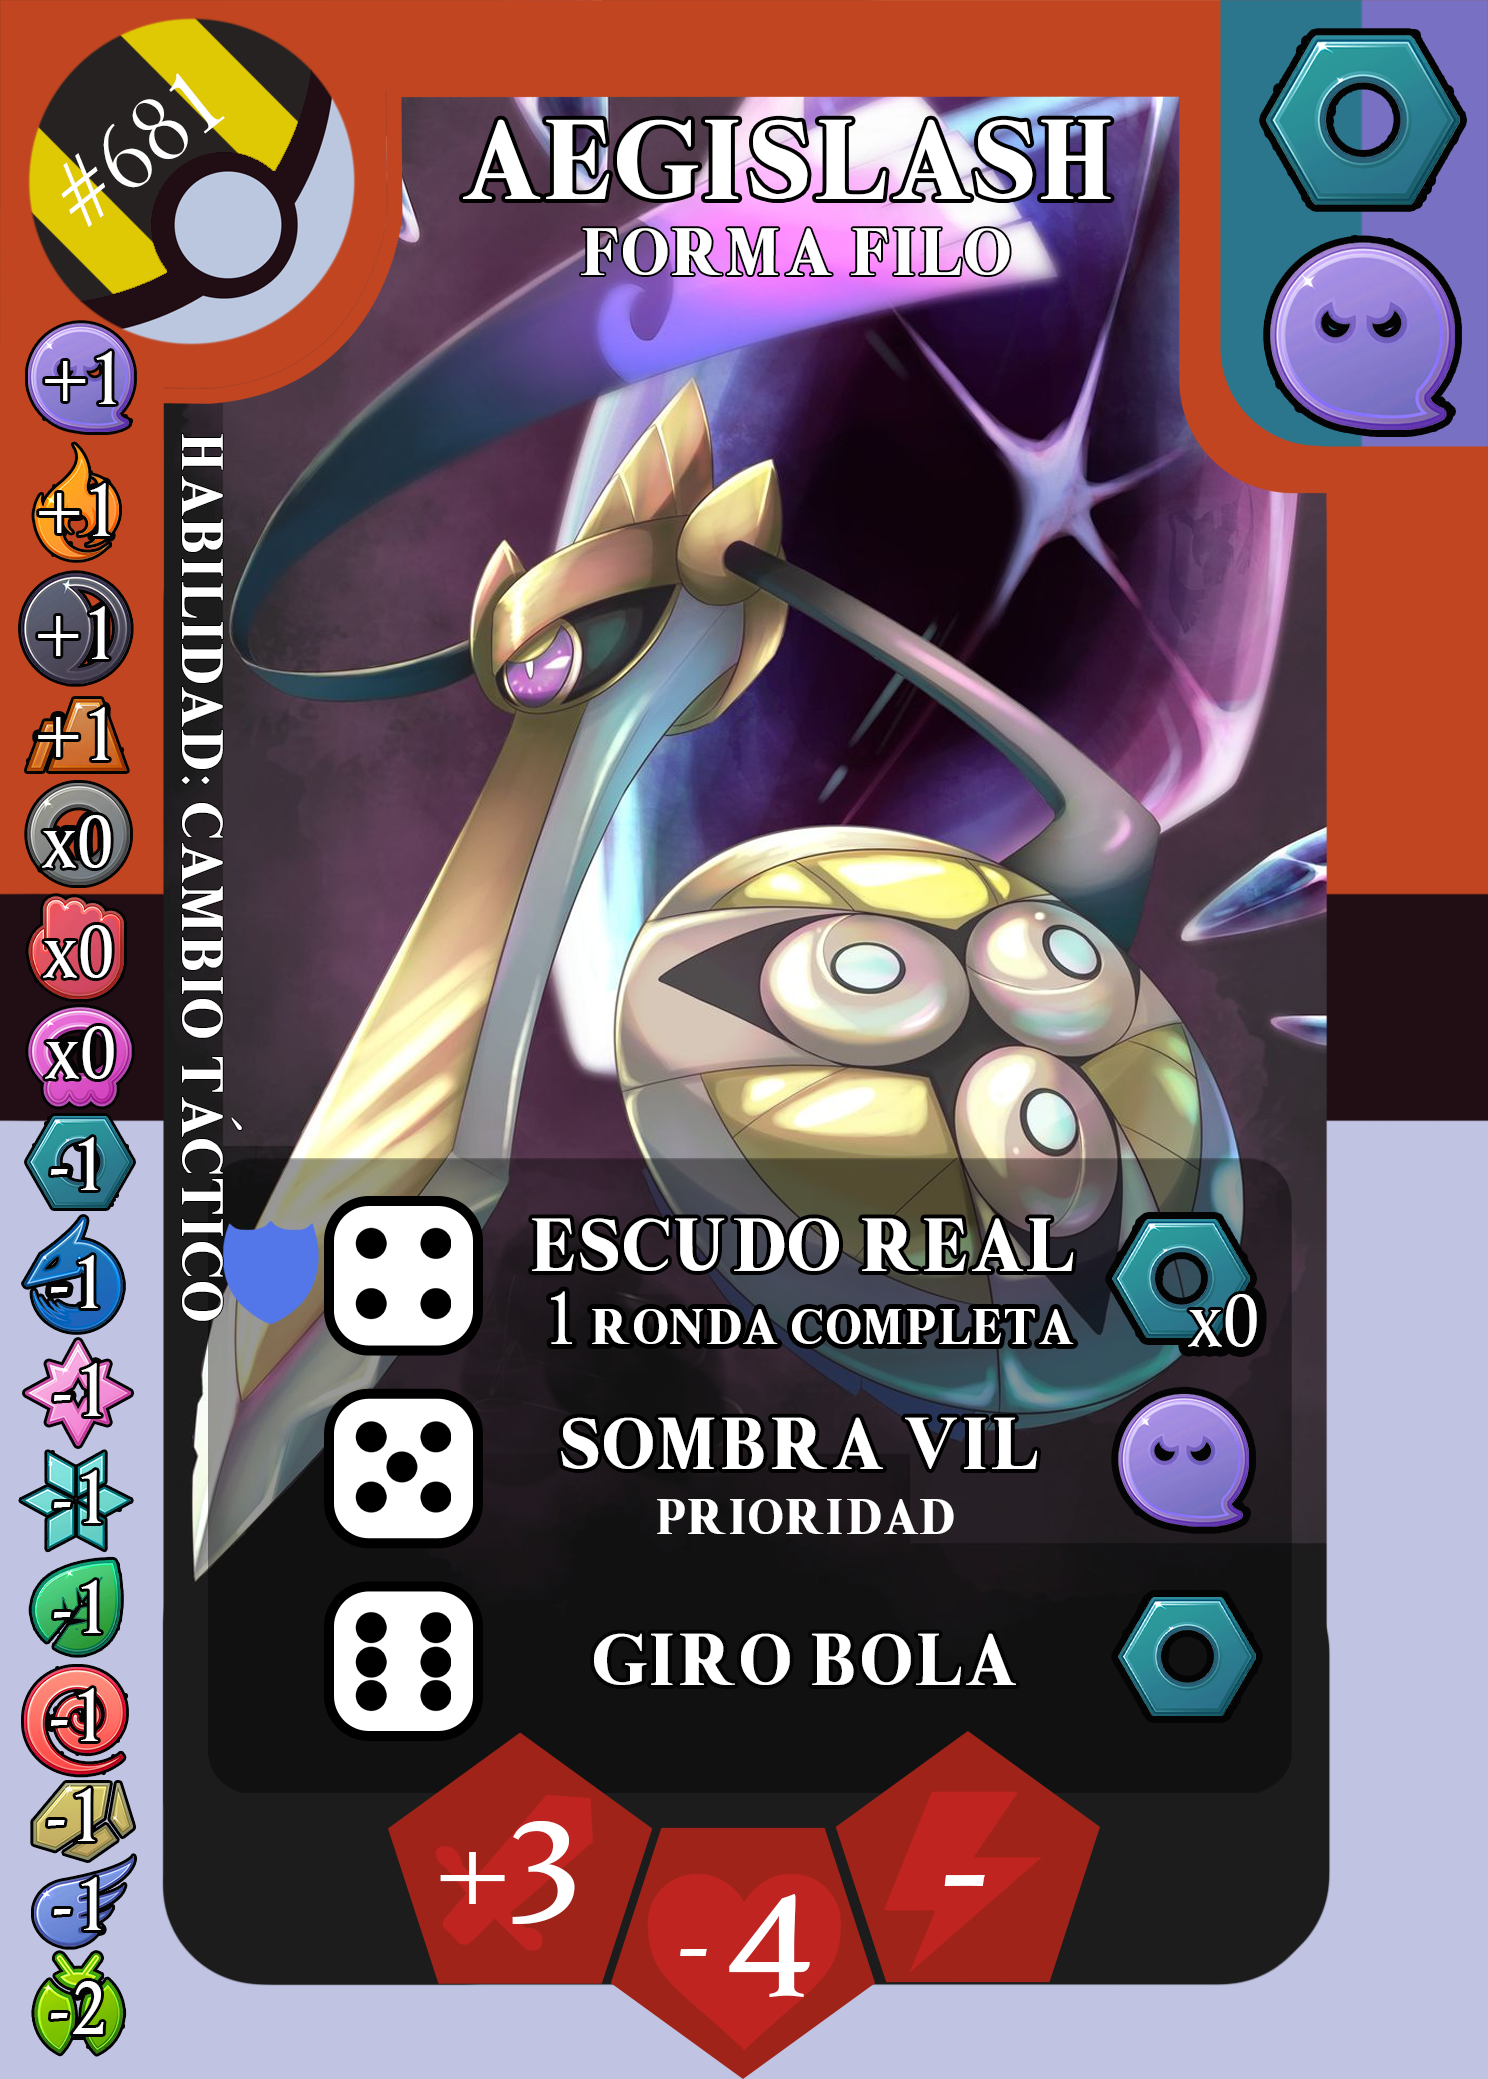 #681
AEGISLASH
FORMA FILO
+1
+1
+1
+1
x0
x0
x0
-1
-1
-1
-1
-1
-1
-1
-1
-2
HABILIDAD: CAMBIO TÁCTICO
ESCUDO REAL
1 RONDA COMPLETA
x0
SOMBRA VIL
PRIORIDAD
GIRO BOLA
+3
-4
-